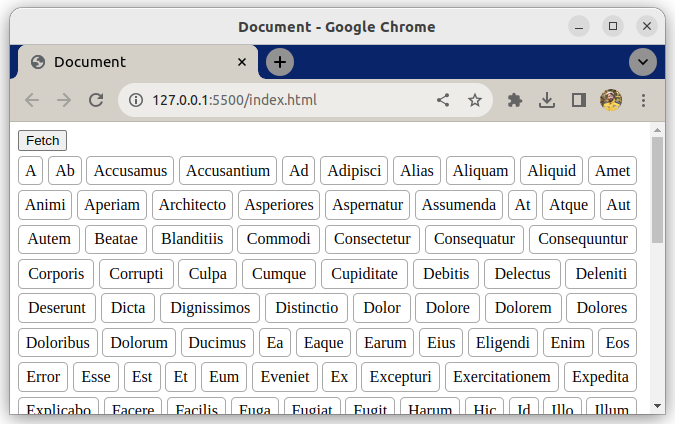 Document - Google Chrome
Document
127.0.0.1:5500/index.html
Fetch
A Ab Accusamus Accusantium Ad Adipisci Alias Aliquam Aliquid Amet
Animi Aperiam Architecto Asperiores Aspernatur Assumenda At Atque Aut
Autem Beatae Blanditiis Commodi Consectetur Consequatur Consequuntur
Corporis Corrupti Culpa Cumque Cupiditate Debitis Delectus Deleniti
Deserunt Dicta Dignissimos Distinctio Dolor Dolore Dolorem Dolores
Doloribus Dolorum Ducimus Ea Eaque Earum Eius Eligendi Enim Eos
Error Esse Est Et Eum Eveniet Ex Excepturi Exercitationem Expedita
Explicabo Facere Facilis Fuga Fugiat Fugit Harum Hic Id Illo Illum